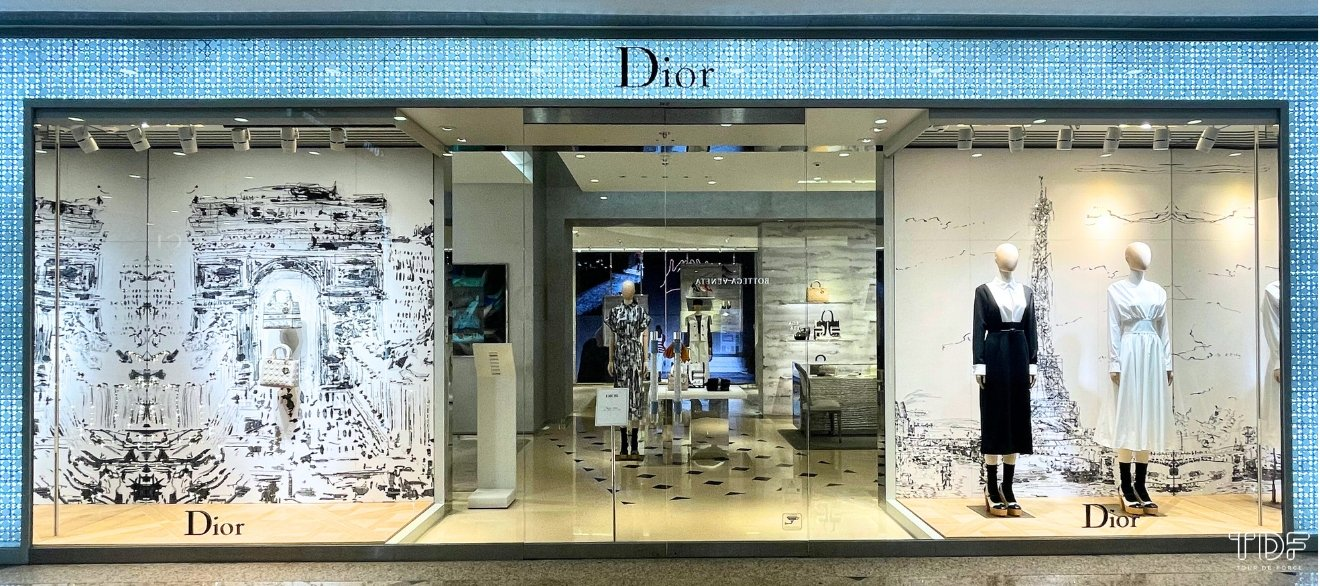 Dior
BOTTEGA VENETA
Dior
Dior
TDF
TOUR DE FORCE